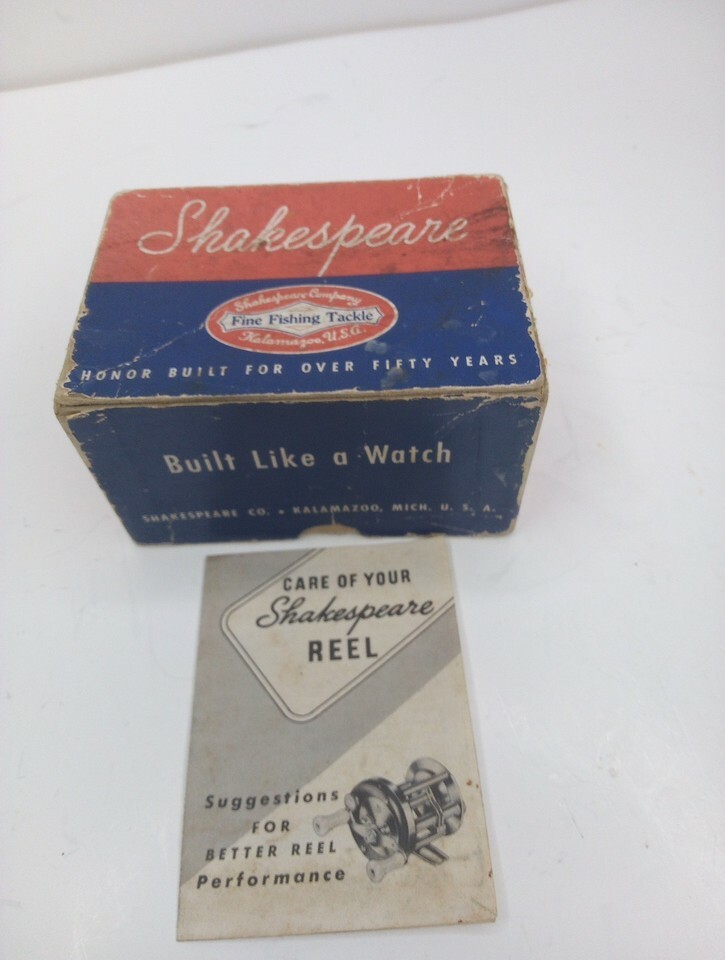 Shakespeare
Shakespeare Company
Fine Fishing Tackle
Kalamazoo, U.S.A.
HONOR BUILT FOR OVER FIFTY YEARS
Built Like a Watch
SHAKESPEARE CO. • KALAMAZOO, MICH. U. S. A.
CARE OF YOUR
Shakespeare
REEL
Suggestions
FOR
BETTER REEL
Performance